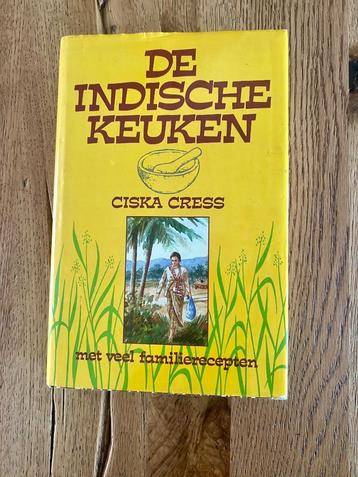 DE
INDISCHE
KEUKEN
CISKA CRESS
met veel familierecepten